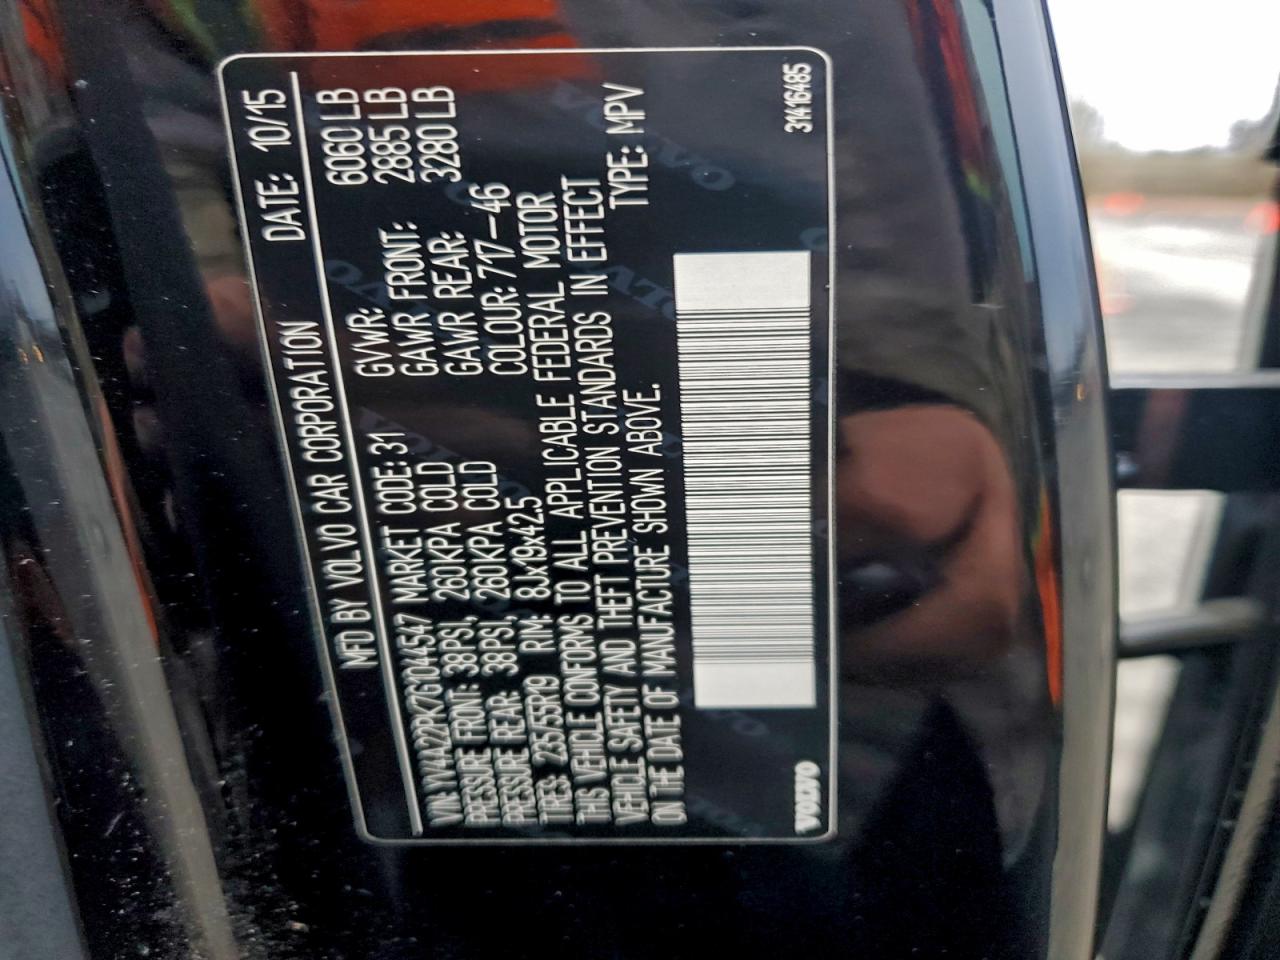 MFD BY VOLVO CAR CORPORATION DATE: 10/15
VIN: YV4A22PK7G1044547 MARKET CODE: 31 GVWR: 6060 LB
PRESSURE FRONT: 38PSI, 260KPA COLD GAWR FRONT: 2885 LB
PRESSURE REAR: 38PSI, 260KPA COLD GAWR REAR: 3280 LB
TIRES: 235/55R19 RIM: 8Jx19x42.5 COLOUR: 717-46
THIS VEHICLE CONFORMS TO ALL APPLICABLE FEDERAL MOTOR
VEHICLE SAFETY AND THEFT PREVENTION STANDARDS IN EFFECT
ON THE DATE OF MANUFACTURE SHOWN ABOVE. TYPE: MPV
VOLVO 31416485